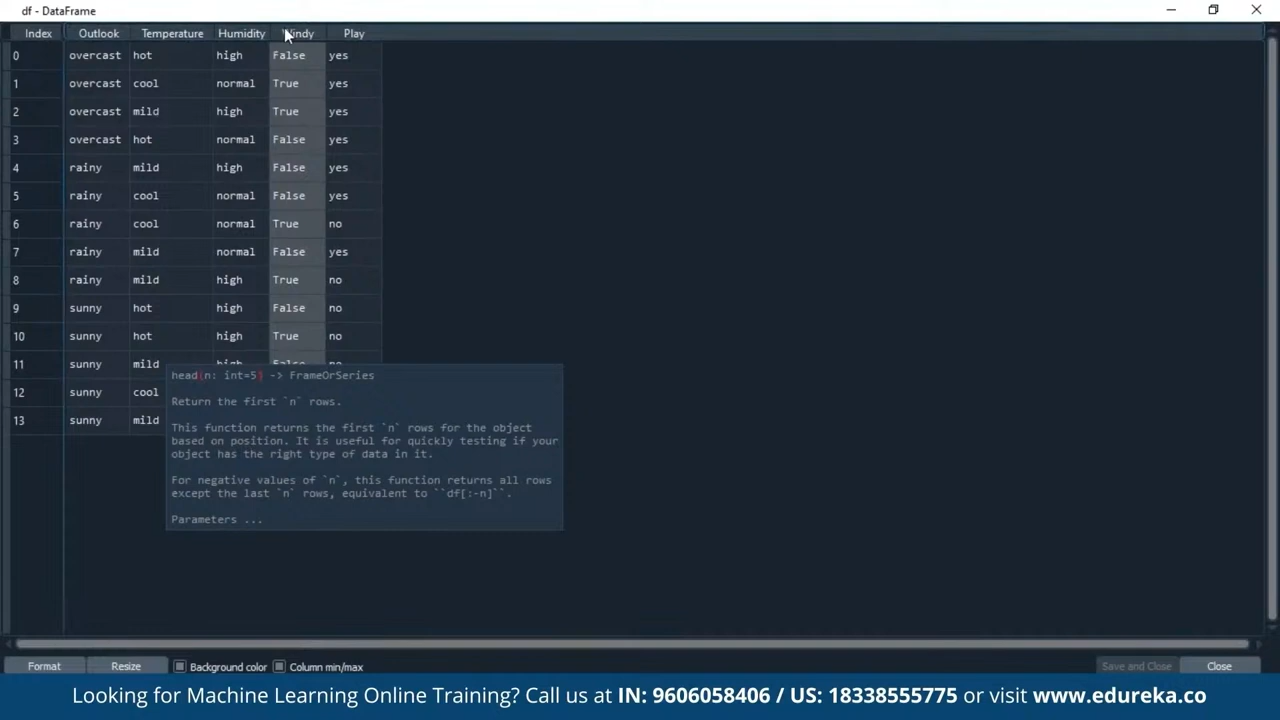 df - DataFrame
Index Outlook Temperature Humidity Windy Play
0 overcast hot high False yes
1 overcast cool normal True yes
2 overcast mild high True yes
3 overcast hot normal False yes
4 rainy mild high False yes
5 rainy cool normal False yes
6 rainy cool normal True no
7 rainy mild normal False yes
8 rainy mild high True no
9 sunny hot high False no
10 sunny hot high True no
11 sunny mild
12 sunny cool
13 sunny mild
head(n: int=5) -> FrameOrSeries
Return the first `n` rows.
This function returns the first `n` rows for the object
based on position. It is useful for quickly testing if your
object has the right type of data in it.
For negative values of `n`, this function returns all rows
except the last `n` rows, equivalent to ``df[:-n]``.
Parameters ...
Format Resize Background color Column min/max Save and Close Close
Looking for Machine Learning Online Training? Call us at IN: 9606058406 / US: 18338555775 or visit www.edureka.co